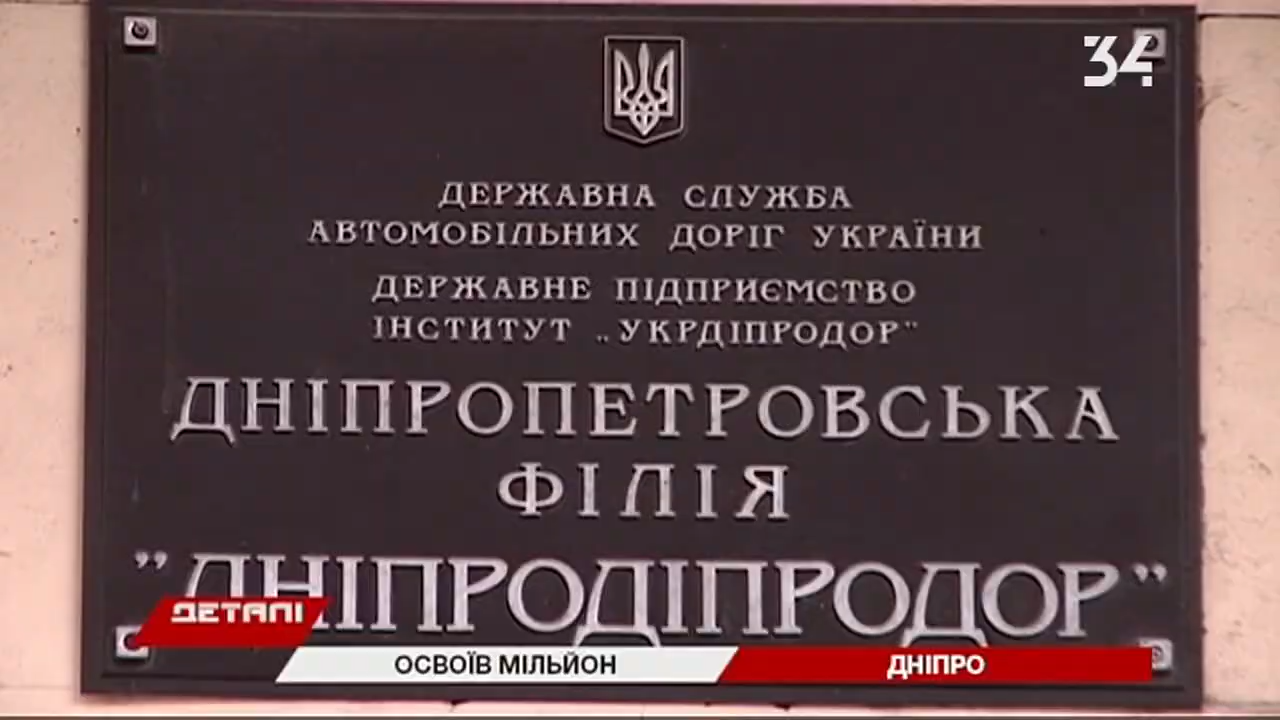 34
ДЕРЖАВНА СЛУЖБА
АВТОМОБІЛЬНИХ ДОРІГ УКРАЇНИ
ДЕРЖАВНЕ ПІДПРИЄМСТВО
ІНСТИТУТ „УКРДІПРОДОР"
ДНІПРОПЕТРОВСЬКА
ФІЛІЯ
"ДНІПРОДІПРОДОР"
ДЕТАЛІ
ОСВОЇВ МІЛЬЙОН
ДНІПРО